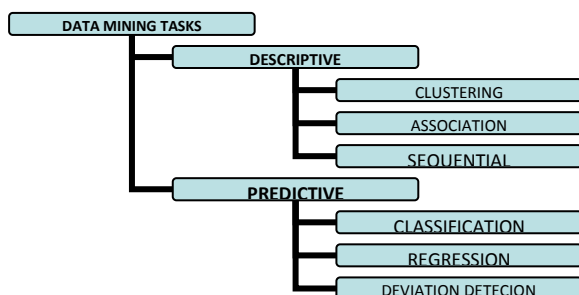 DATA MINING TASKS
DESCRIPTIVE
CLUSTERING
ASSOCIATION
SEQUENTIAL
PREDICTIVE
CLASSIFICATION
REGRESSION
DEVIATION DETECION